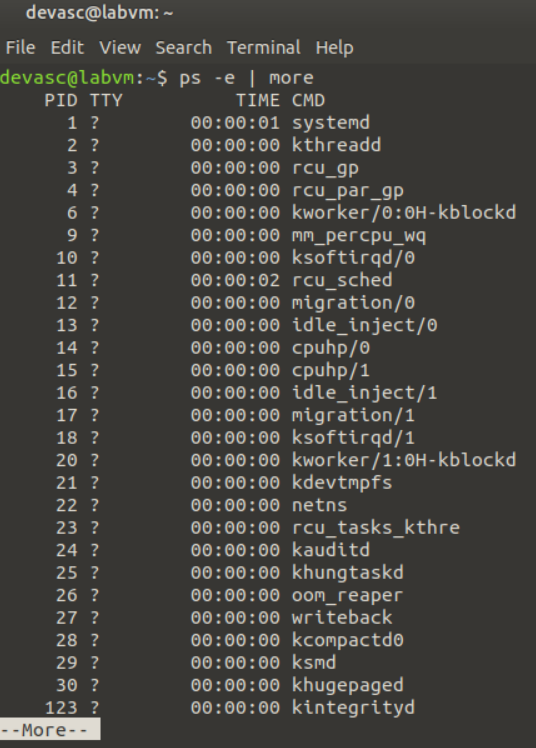 devasc@labvm: ~
File Edit View Search Terminal Help
devasc@labvm:~$ ps -e | more
    PID TTY          TIME CMD
      1 ?        00:00:01 systemd
      2 ?        00:00:00 kthreadd
      3 ?        00:00:00 rcu_gp
      4 ?        00:00:00 rcu_par_gp
      6 ?        00:00:00 kworker/0:0H-kblockd
      9 ?        00:00:00 mm_percpu_wq
     10 ?        00:00:00 ksoftirqd/0
     11 ?        00:00:02 rcu_sched
     12 ?        00:00:00 migration/0
     13 ?        00:00:00 idle_inject/0
     14 ?        00:00:00 cpuhp/0
     15 ?        00:00:00 cpuhp/1
     16 ?        00:00:00 idle_inject/1
     17 ?        00:00:00 migration/1
     18 ?        00:00:00 ksoftirqd/1
     20 ?        00:00:00 kworker/1:0H-kblockd
     21 ?        00:00:00 kdevtmpfs
     22 ?        00:00:00 netns
     23 ?        00:00:00 rcu_tasks_kthre
     24 ?        00:00:00 kauditd
     25 ?        00:00:00 khungtaskd
     26 ?        00:00:00 oom_reaper
     27 ?        00:00:00 writeback
     28 ?        00:00:00 kcompactd0
     29 ?        00:00:00 ksmd
     30 ?        00:00:00 khugepaged
    123 ?        00:00:00 kintegrityd
--More--